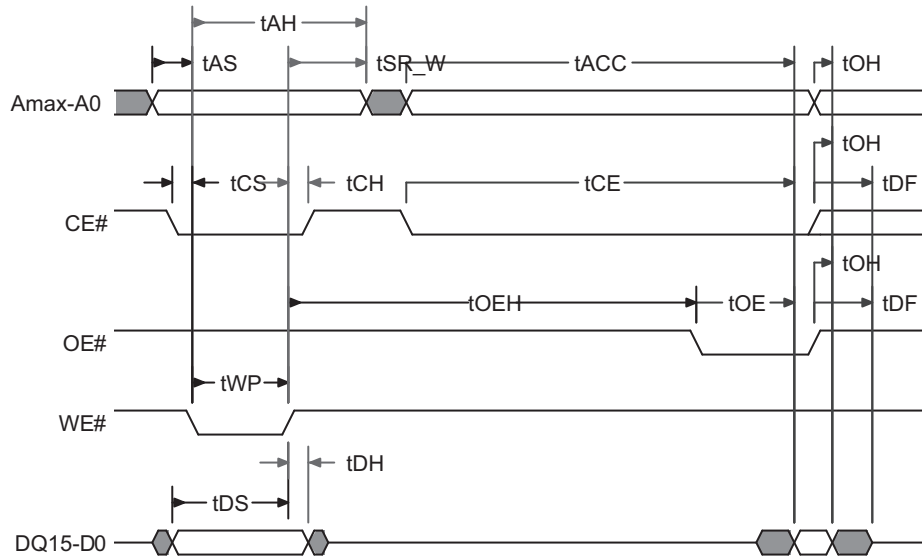 tAH
tAS tSR_W tACC tOH
Amax-A0
tOH
tCS tCH tCE tDF
CE#
tOH
tOEH tOE tDF
OE#
tWP
WE#
tDH
tDS
DQ15-D0